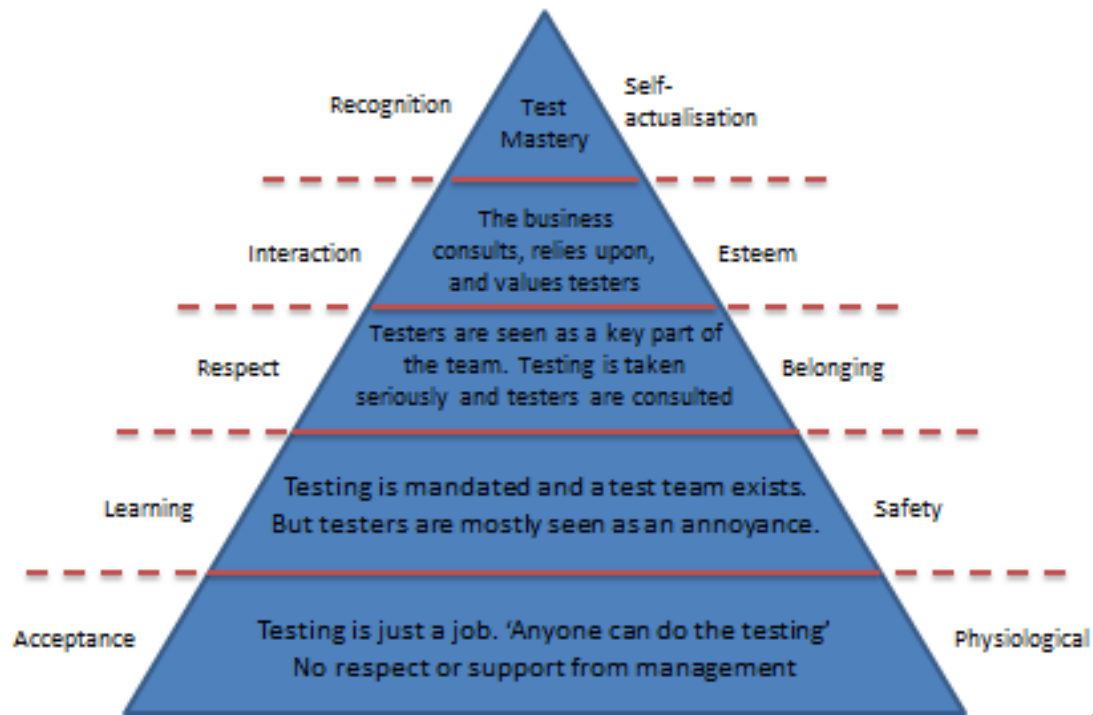 Recognition
Test
Mastery
Self-
actualisation
Interaction
The business
consults, relies upon,
and values testers
Esteem
Respect
Testers are seen as a key part of
the team. Testing is taken
seriously and testers are consulted
Belonging
Learning
Testing is mandated and a test team exists.
But testers are mostly seen as an annoyance.
Safety
Acceptance
Testing is just a job. ‘Anyone can do the testing’
No respect or support from management
Physiological